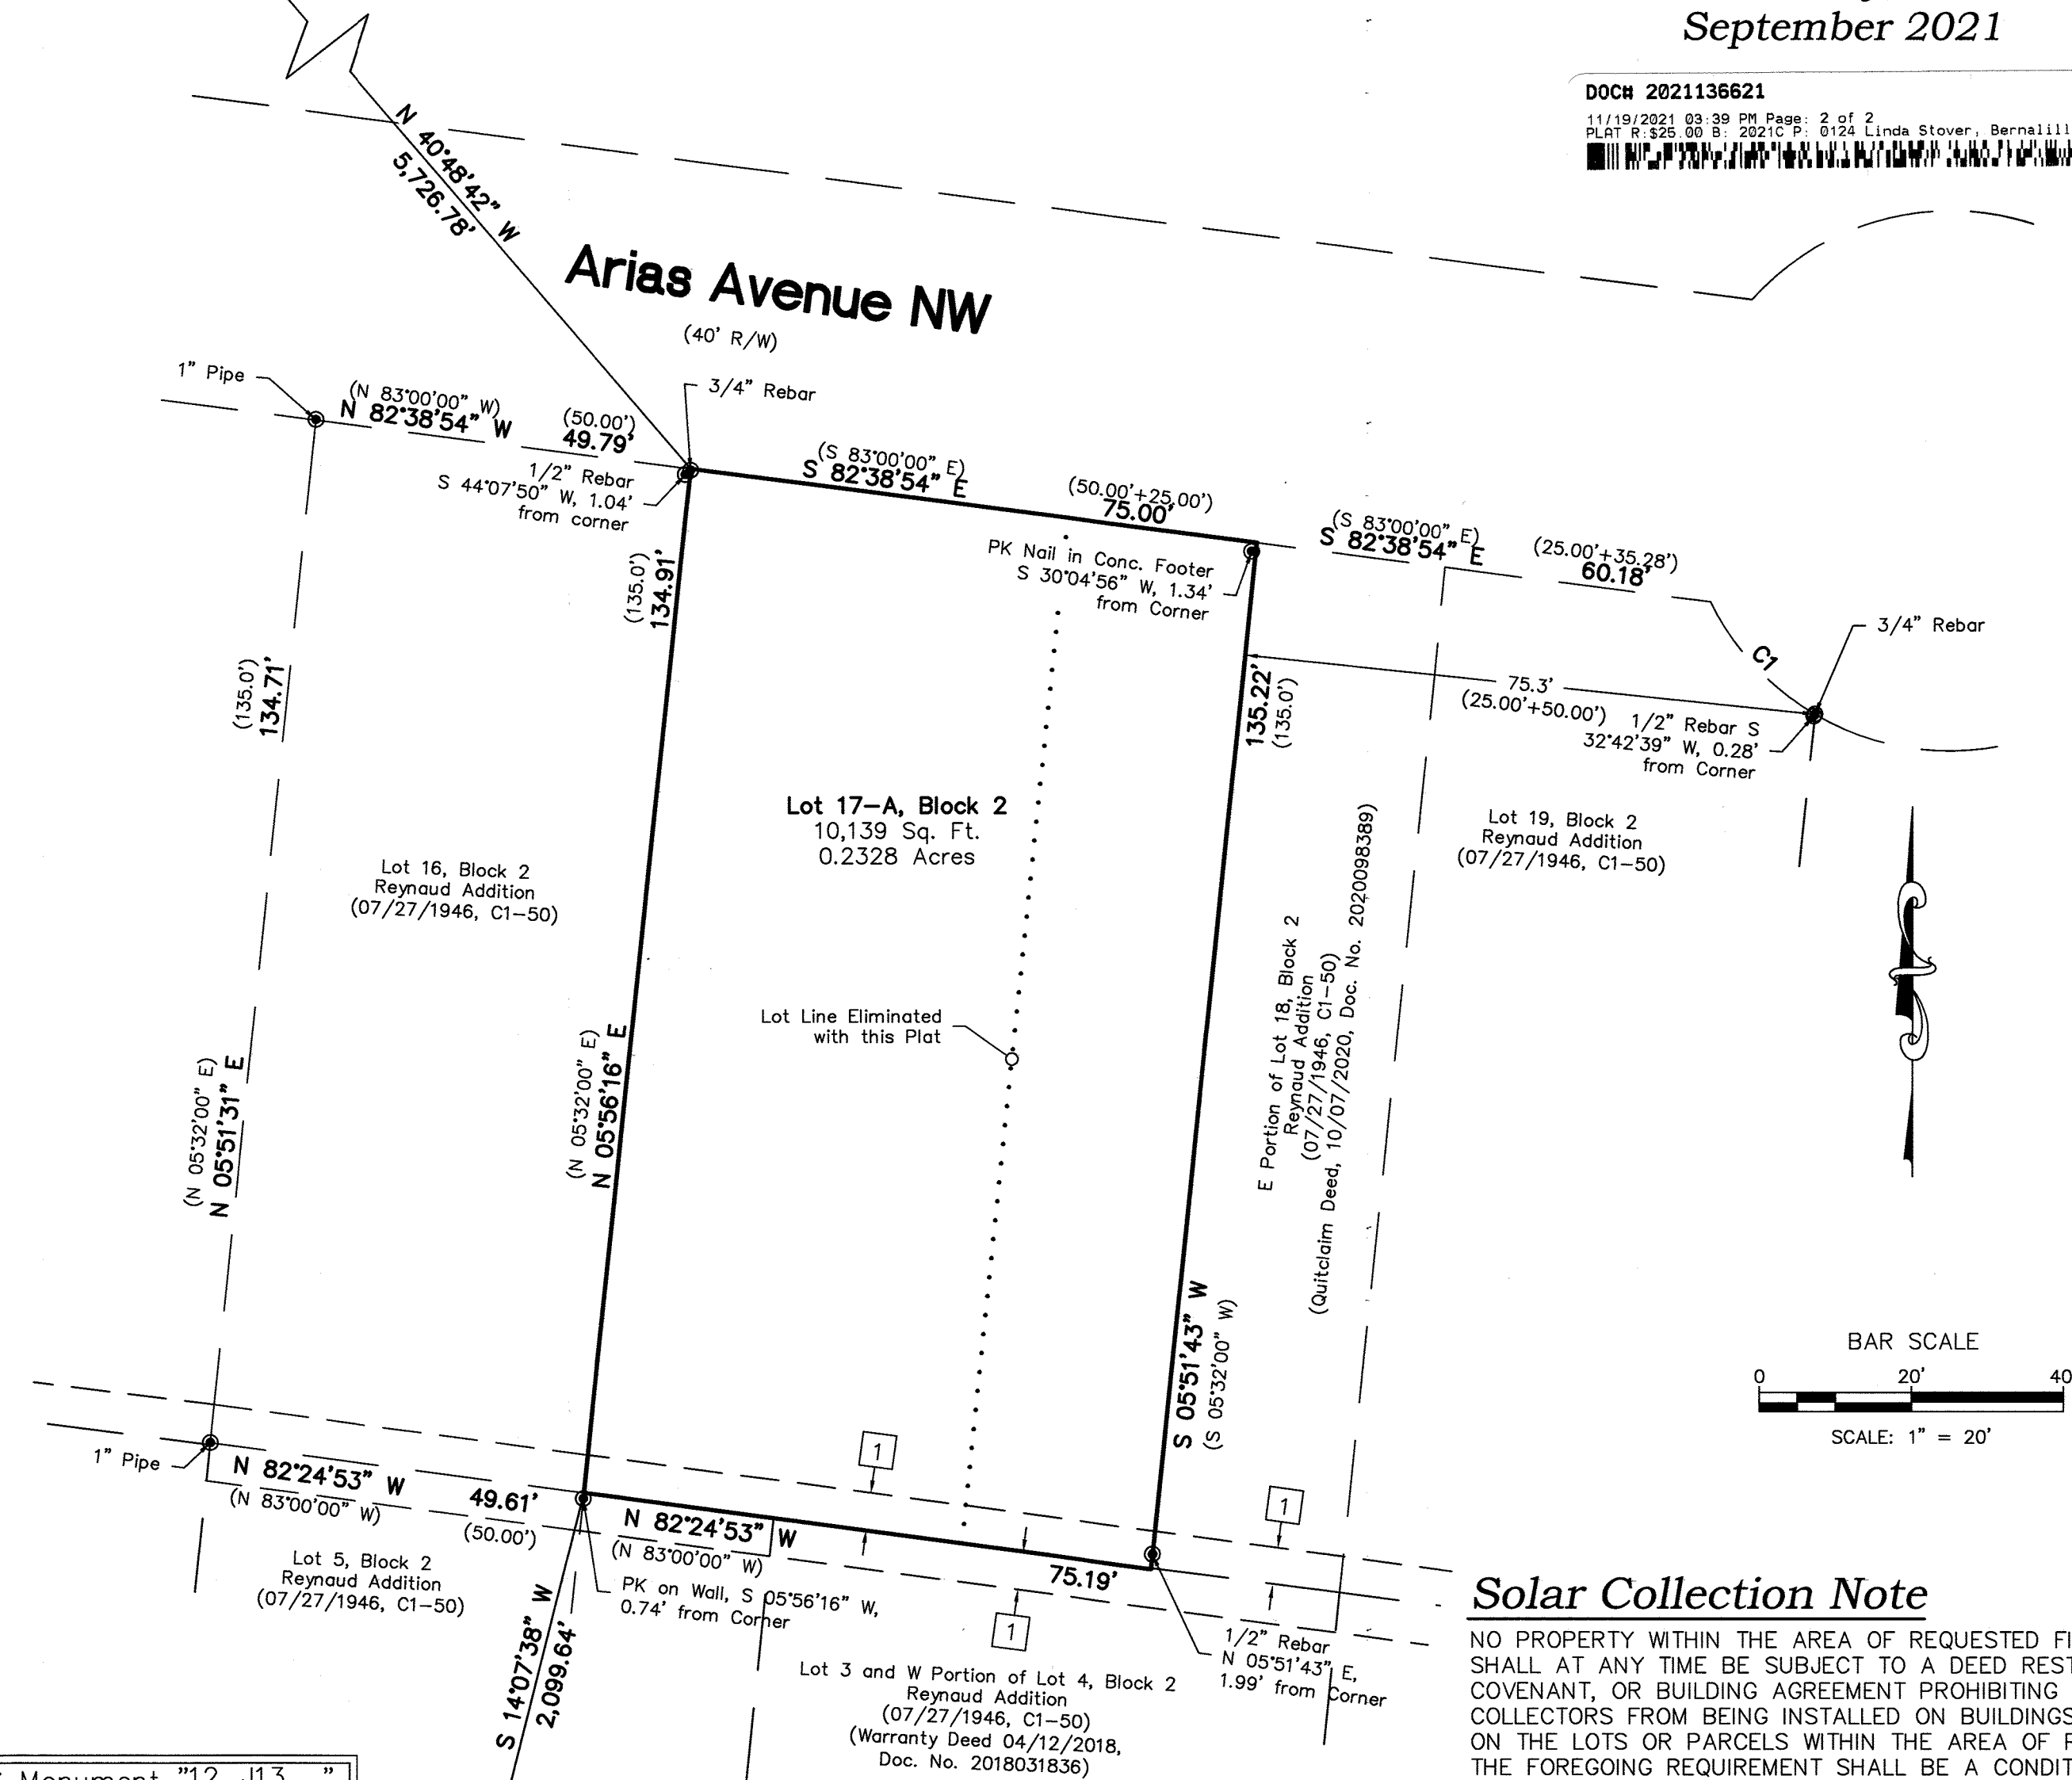 September 2021
DOC# 2021136621
11/19/2021 03:39 PM Page: 2 of 2
PLAT R:$25.00 B: 2021C P: 0124 Linda Stover,
N 40°48'42" W
5,726.78'
Arias Avenue NW
(40' R/W)
1" Pipe
(N 83°00'00" W)
N 82°38'54" W
(50.00')
49.79'
3/4" Rebar
1/2" Rebar
S 44°07'50" W, 1.04'
from corner
(S 83°00'00" E)
S 82°38'54" E
(50.00'+25.00')
75.00'
PK Nail in Conc. Footer
S 30°04'56" W, 1.34'
from Corner
(S 83°00'00" E)
S 82°38'54" E
(25.00'+35.28')
60.18'
3/4" Rebar
C1
75.3'
(25.00'+50.00')
1/2" Rebar S
32°42'39" W, 0.28'
from Corner
(135.0')
134.71'
(135.0')
134.91'
135.22'
(135.0')
Lot 17-A, Block 2
10,139 Sq. Ft.
0.2328 Acres
Lot 16, Block 2
Reynaud Addition
(07/27/1946, C1-50)
Lot 19, Block 2
Reynaud Addition
(07/27/1946, C1-50)
E Portion of Lot 18, Block 2
Reynaud Addition
(07/27/1946, C1-50)
(Quitclaim Deed, 10/07/2020, Doc. No. 2020098389)
Lot Line Eliminated
with this Plat
(N 05°32'00" E)
N 05°51'31" E
(N 05°32'00" E)
N 05°56'16" E
S 05°51'43" W
(S 05°32'00" W)
BAR SCALE
0 20' 40
SCALE: 1" = 20'
1" Pipe
N 82°24'53" W
(N 83°00'00" W)
49.61'
(50.00')
1
1
N 82°24'53" W
(N 83°00'00" W)
75.19'
1
Lot 5, Block 2
Reynaud Addition
(07/27/1946, C1-50)
PK on Wall, S 05°56'16" W,
0.74' from Corner
1/2" Rebar
N 05°51'43" E,
1.99' from Corner
S 14°07'38" W
2,099.64'
Lot 3 and W Portion of Lot 4, Block 2
Reynaud Addition
(07/27/1946, C1-50)
(Warranty Deed 04/12/2018,
Doc. No. 2018031836)
Solar Collection Note
NO PROPERTY WITHIN THE AREA OF REQUESTED
SHALL AT ANY TIME BE SUBJECT TO A DEED
COVENANT, OR BUILDING AGREEMENT PROHIBITING
COLLECTORS FROM BEING INSTALLED ON BUILDINGS
ON THE LOTS OR PARCELS WITHIN THE AREA OF
THE FOREGOING REQUIREMENT SHALL BE A
Monument "12_J13